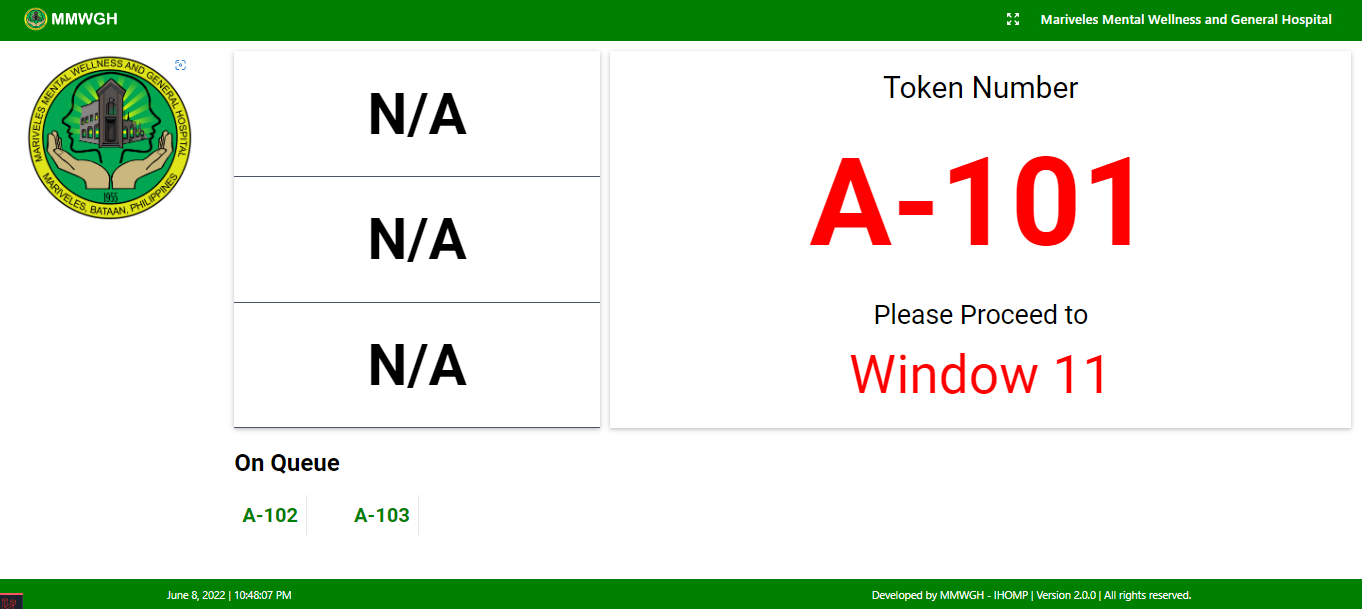 MMWGH
Mariveles Mental Wellness and General Hospital
MARIVELES MENTAL WELLNESS AND GENERAL HOSPITAL
1955
MARIVELES, BATAAN, PHILIPPINES
N/A
N/A
N/A
Token Number
A-101
Please Proceed to
Window 11
On Queue
A-102 A-103
June 8, 2022 | 10:48:07 PM
Developed by MMWGH - IHOMP | Version 2.0.0 | All rights reserved.